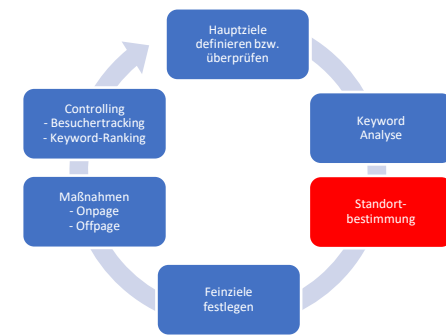 Hauptziele
definieren bzw.
überprüfen
Keyword
Analyse
Standort-
bestimmung
Feinziele
festlegen
Maßnahmen
- Onpage
- Offpage
Controlling
- Besuchertracking
- Keyword-Ranking